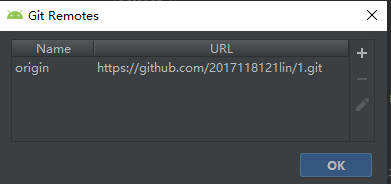 Git Remotes
Name URL
origin https://github.com/2017118121lin/1.git
OK